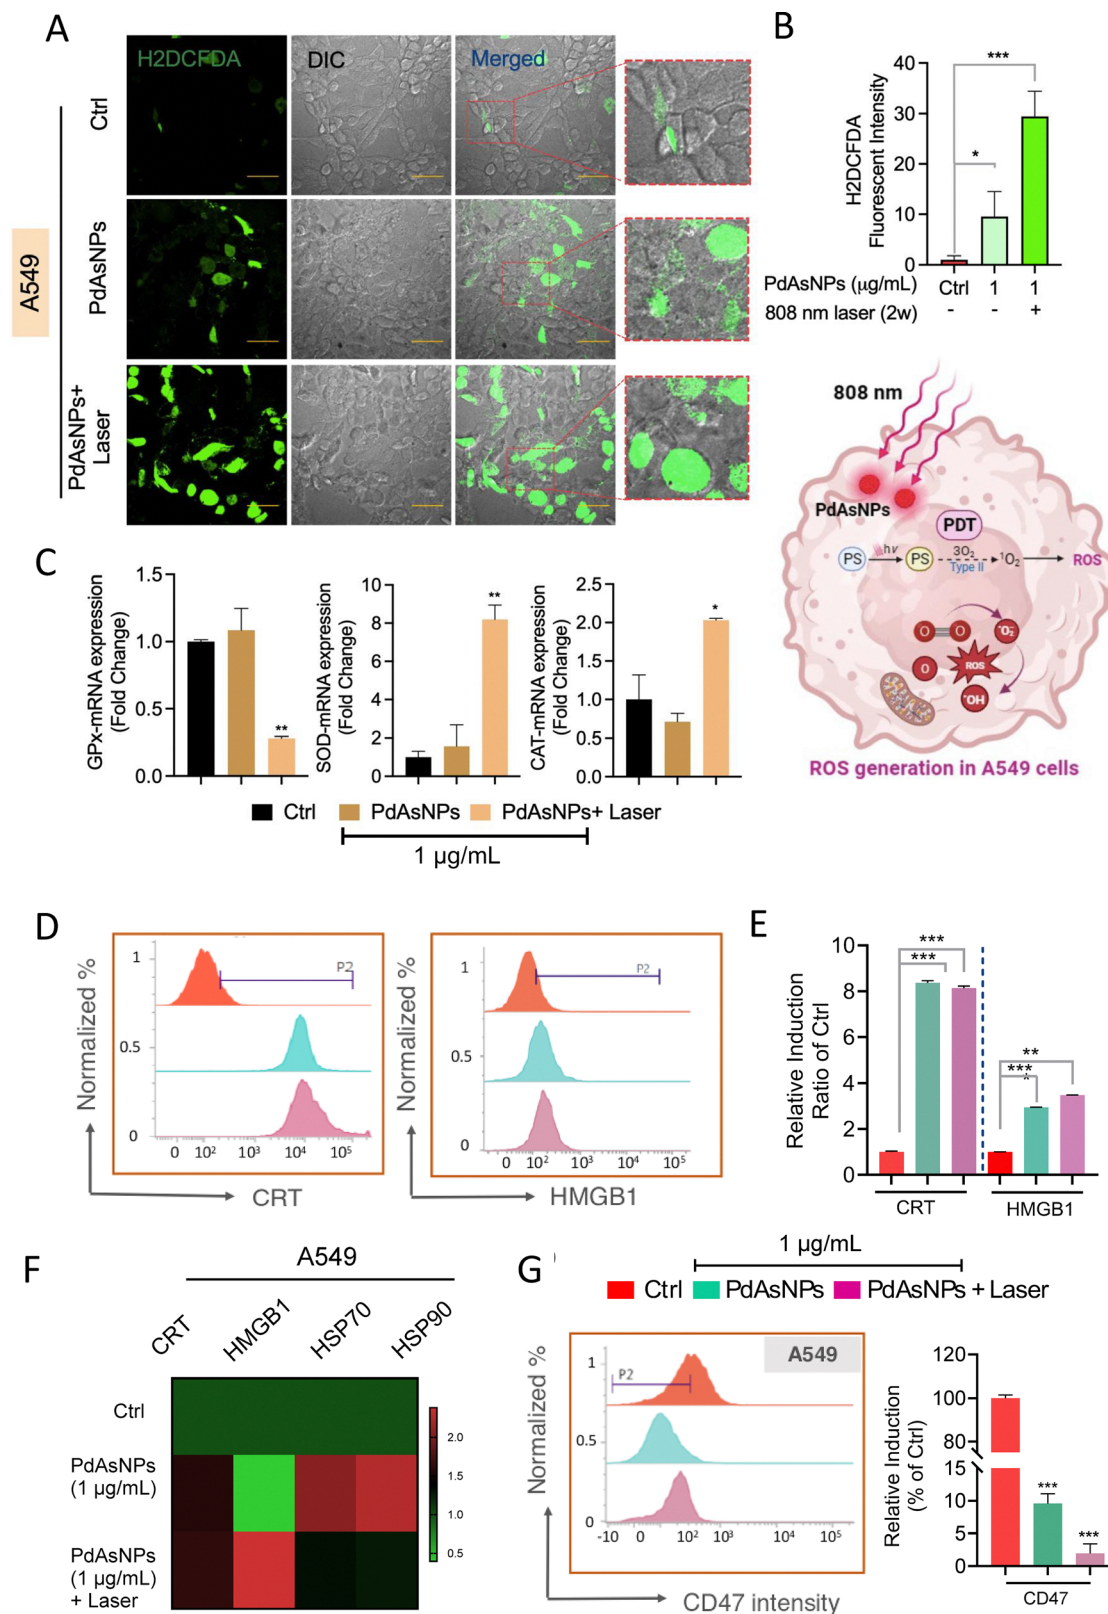 A
H2DCFDA
DIC
Merged
Ctrl
PdAsNPs
PdAsNPs+
Laser
A549
B
H2DCFDA
Fluorescent Intensity
40
30
20
10
0
***
*
PdAsNPs (µg/mL) Ctrl 1 1
808 nm laser (2w) - - +
808 nm
PdAsNPs
PDT
PS
hν
PS
3O₂
Type II
¹O₂
ROS
O
O
O
ROS
·OH
ROS generation in A549 cells
C
GPx-mRNA expression
(Fold Change)
1.5
1.0
0.5
0.0
**
SOD-mRNA expression
(Fold Change)
10
8
6
4
2
0
**
CAT-mRNA expression
(Fold Change)
2.5
2.0
1.5
1.0
0.5
0.0
*
Ctrl PdAsNPs PdAsNPs+ Laser
1 µg/mL
D
Normalized %
1
0.5
0
P2
0 10² 10³ 10⁴ 10⁵
CRT
Normalized %
1
0.5
0
P2
0 10² 10³ 10⁴ 10⁵
HMGB1
E
Relative Induction
Ratio of Ctrl
10
8
6
4
2
0
***
***
**
***
CRT
HMGB1
1 µg/mL
Ctrl PdAsNPs PdAsNPs + Laser
F
A549
CRT
HMGB1
HSP70
HSP90
Ctrl
PdAsNPs
(1 µg/mL)
PdAsNPs
(1 µg/mL)
+ Laser
2.0
1.5
1.0
0.5
G
Normalized %
A549
1
0.5
0
P2
-10 0 10² 10³ 10⁴ 10⁵
CD47 intensity
Relative Induction
(% of Ctrl)
120
100
80
15
10
5
0
***
***
CD47